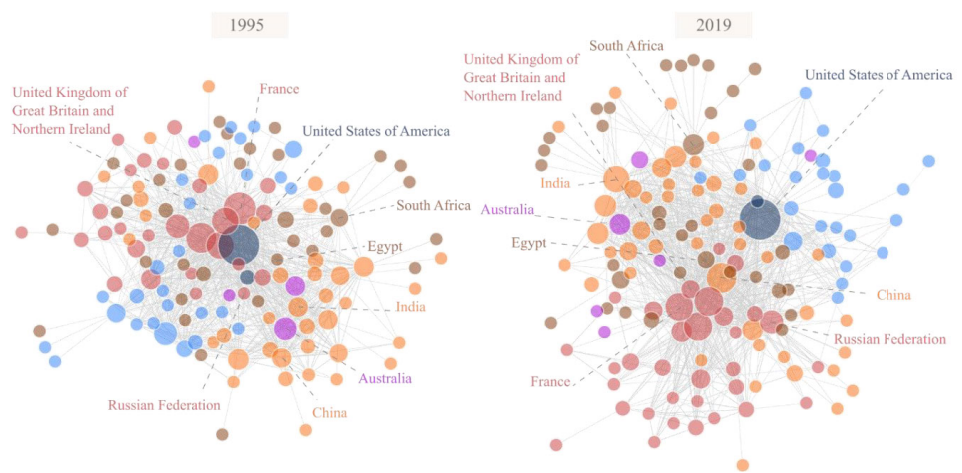 1995
France
United Kingdom of
Great Britain and
Northern Ireland
United States of America
South Africa
Egypt
India
Australia
China
Russian Federation
2019
South Africa
United Kingdom of
Great Britain and
Northern Ireland
United States of America
India
Australia
Egypt
China
Russian Federation
France